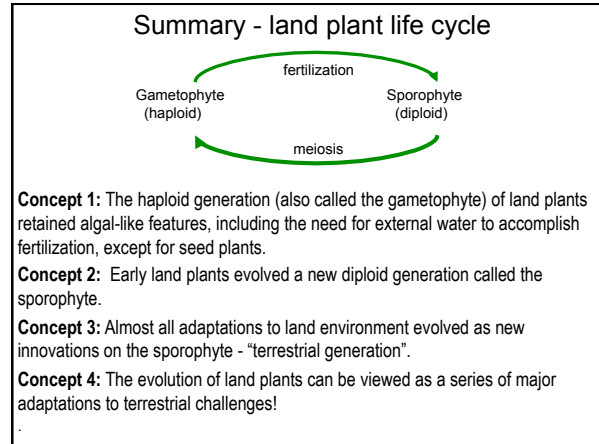 Summary - land plant life cycle
fertilization
Gametophyte
(haploid)
Sporophyte
(diploid)
meiosis
Concept 1: The haploid generation (also called the gametophyte) of land plants
retained algal-like features, including the need for external water to accomplish
fertilization, except for seed plants.
Concept 2:  Early land plants evolved a new diploid generation called the
sporophyte.
Concept 3: Almost all adaptations to land environment evolved as new
innovations on the sporophyte - “terrestrial generation”.
Concept 4: The evolution of land plants can be viewed as a series of major
adaptations to terrestrial challenges!
.